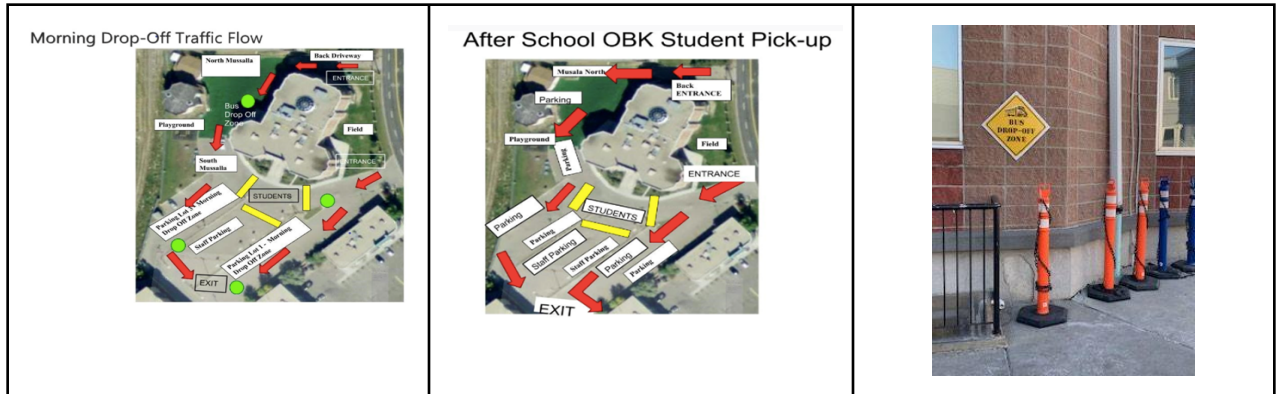 Morning Drop-Off Traffic Flow
North Mussalla
Back Driveway
ENTRANCE
Bus
Drop Off
Zone
Playground
Field
South
Mussalla
ENTRANCE
STUDENTS
Parking Lot 3 - Morning
Drop Off Zone
Staff Parking
Parking Lot 1 - Morning
Drop Off Zone
EXIT
After School OBK Student Pick-up
Musala North
Back
ENTRANCE
Parking
Playground
Parking
Field
ENTRANCE
STUDENTS
Parking
Parking
Staff Parking
Staff Parking
Parking
Parking
EXIT
BUS
DROP-OFF
ZONE